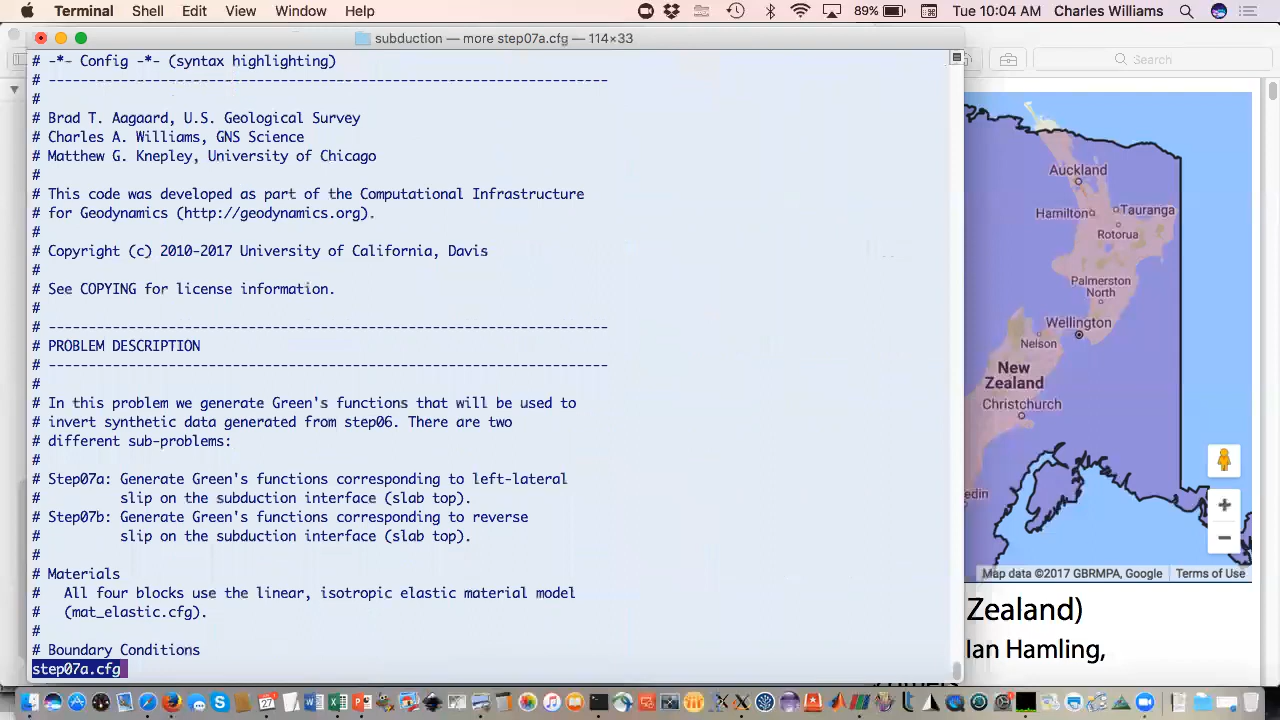 Terminal Shell Edit View Window Help
89% Tue 10:04 AM Charles Williams
subduction — more step07a.cfg — 114×33
Search
# -*- Config -*- (syntax highlighting)
# ----------------------------------------------------------------------
#
# Brad T. Aagaard, U.S. Geological Survey
# Charles A. Williams, GNS Science
# Matthew G. Knepley, University of Chicago
#
# This code was developed as part of the Computational Infrastructure
# for Geodynamics (http://geodynamics.org).
#
# Copyright (c) 2010-2017 University of California, Davis
#
# See COPYING for license information.
#
# ----------------------------------------------------------------------
# PROBLEM DESCRIPTION
# ----------------------------------------------------------------------
#
# In this problem we generate Green's functions that will be used to
# invert synthetic data generated from step06. There are two
# different sub-problems:
#
# Step07a: Generate Green's functions corresponding to left-lateral
#          slip on the subduction interface (slab top).
# Step07b: Generate Green's functions corresponding to reverse
#          slip on the subduction interface (slab top).
#
# Materials
#   All four blocks use the linear, isotropic elastic material model
#   (mat_elastic.cfg).
#
# Boundary Conditions
step07a.cfg
Auckland
Hamilton
Tauranga
Rotorua
Palmerston
North
Wellington
Nelson
New
Zealand
Christchurch
edin
+
−
Map data ©2017 GBRMPA, Google
Terms of Use
Zealand)
Ian Hamling,